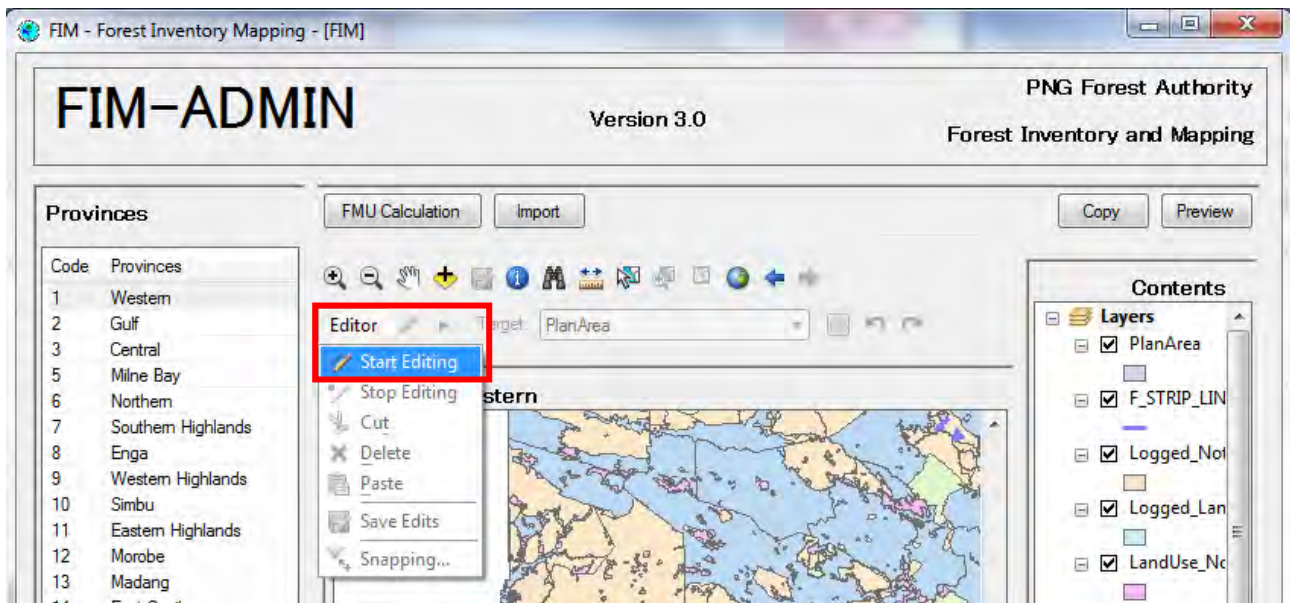 FIM - Forest Inventory Mapping - [FIM]
FIM-ADMIN
Version 3.0
PNG Forest Authority
Forest Inventory and Mapping
Provinces
FMU Calculation
Import
Copy
Preview
Code Provinces
1 Western
2 Gulf
3 Central
5 Milne Bay
6 Northern
7 Southern Highlands
8 Enga
9 Western Highlands
10 Simbu
11 Eastern Highlands
12 Morobe
13 Madang
Editor
Target: PlanArea
Start Editing
Stop Editing
Cut
Delete
Paste
Save Edits
Snapping...
stern
Contents
Layers
PlanArea
F_STRIP_LIN
Logged_Not
Logged_Lan
LandUse_Nc